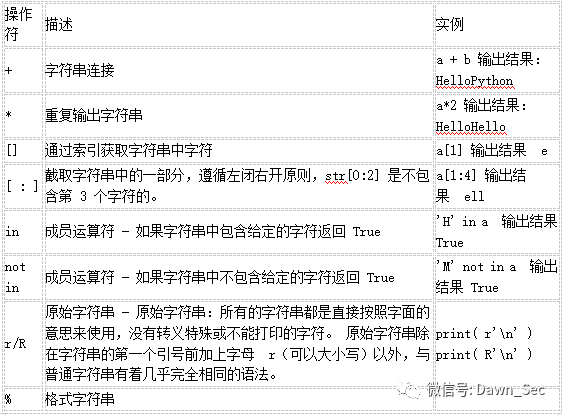 操作符 描述 实例
+ 字符串连接 a + b 输出结果：
HelloPython
* 重复输出字符串 a*2 输出结果：
HelloHello
[] 通过索引获取字符串中字符 a[1] 输出结果 e
[ : ] 截取字符串中的一部分，遵循左闭右开原则，str[0:2] 是不包
含第 3 个字符的。 a[1:4] 输出结
果 ell
in 成员运算符 - 如果字符串中包含给定的字符返回 True 'H' in a 输出结果
True
not
in 成员运算符 - 如果字符串中不包含给定的字符返回 True 'M' not in a 输出
结果 True
r/R 原始字符串 - 原始字符串：所有的字符串都是直接按照字面的
意思来使用，没有转义特殊或不能打印的字符。 原始字符串除
在字符串的第一个引号前加上字母 r（可以大小写）以外，与
普通字符串有着几乎完全相同的语法。 print( r'\n' )
print( R'\n' )
% 格式字符串
微信号: Dawn_Sec